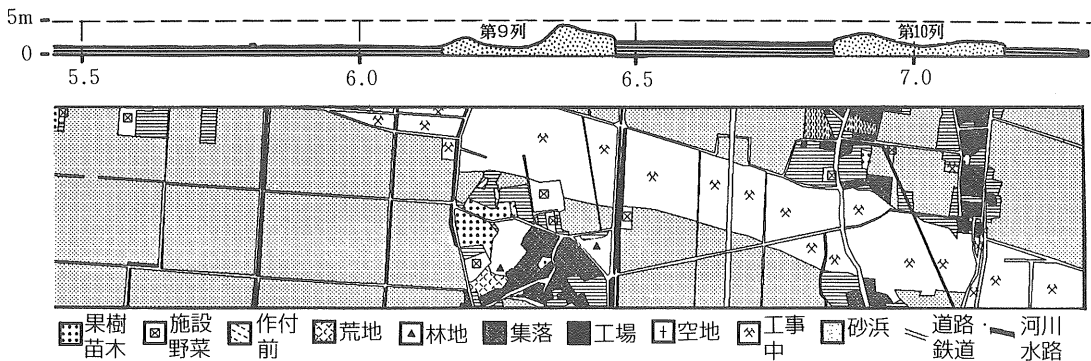 5m
第9列
第10列
0
5.5 6.0 6.5 7.0
果樹苗木 施設野菜 作付前 荒地 林地 集落 工場 空地 工事中 砂浜 道路・鉄道 河川水路